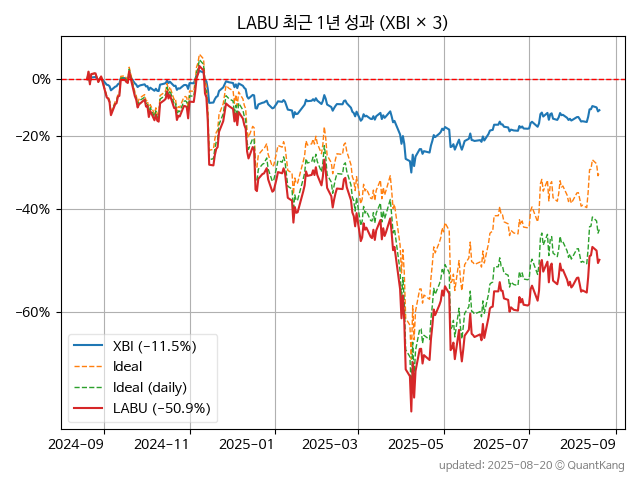 LABU 최근 1년 성과 (XBI × 3)
0%
−20%
−40%
−60%
XBI (−11.5%)
Ideal
Ideal (daily)
LABU (−50.9%)
2024-09 2024-11 2025-01 2025-03 2025-05 2025-07 2025-09
updated: 2025-08-20 © QuantKang